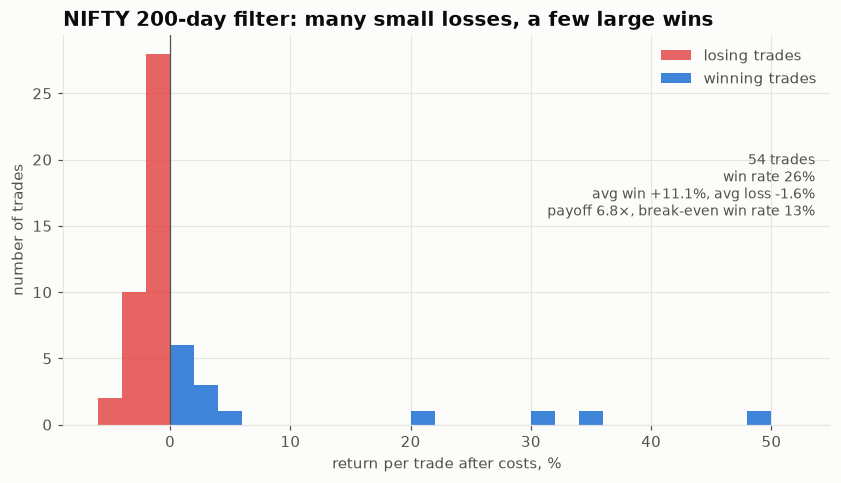 NIFTY 200-day filter: many small losses, a few large wins
losing trades
winning trades
54 trades
win rate 26%
avg win +11.1%, avg loss -1.6%
payoff 6.8×, break-even win rate 13%
number of trades
25
20
15
10
5
0
0
10
20
30
40
50
return per trade after costs, %